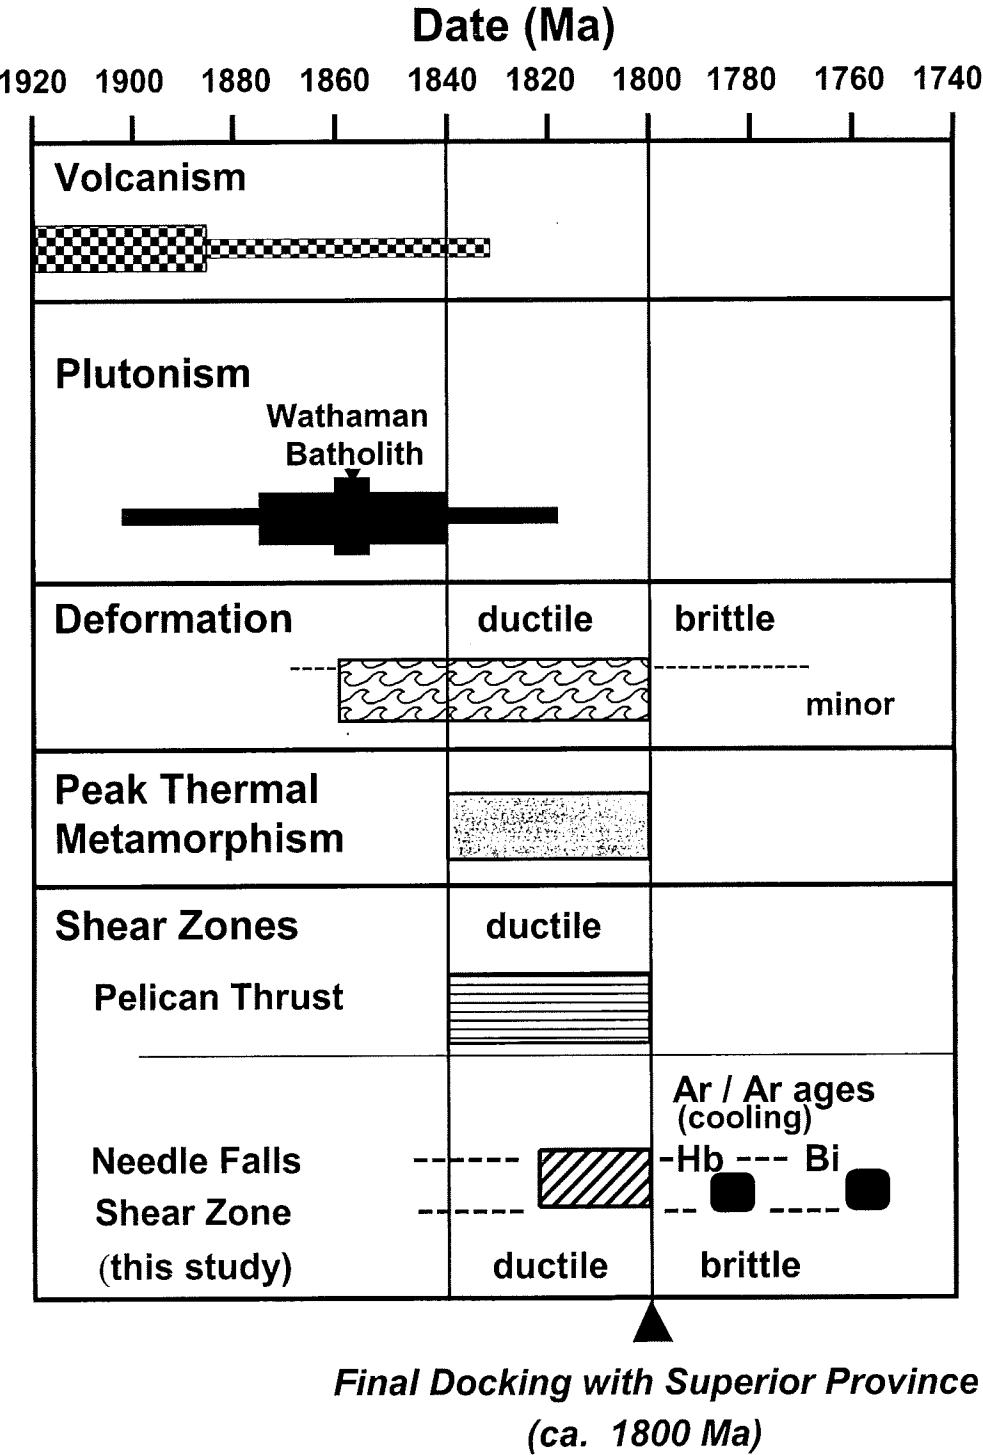 Date (Ma)
1920 1900 1880 1860 1840 1820 1800 1780 1760 1740
Volcanism
Plutonism
Wathaman
Batholith
Deformation ductile brittle
minor
Peak Thermal
Metamorphism
Shear Zones ductile
Pelican Thrust
Ar / Ar ages
(cooling)
Needle Falls Hb Bi
Shear Zone
(this study) ductile brittle
Final Docking with Superior Province
(ca. 1800 Ma)